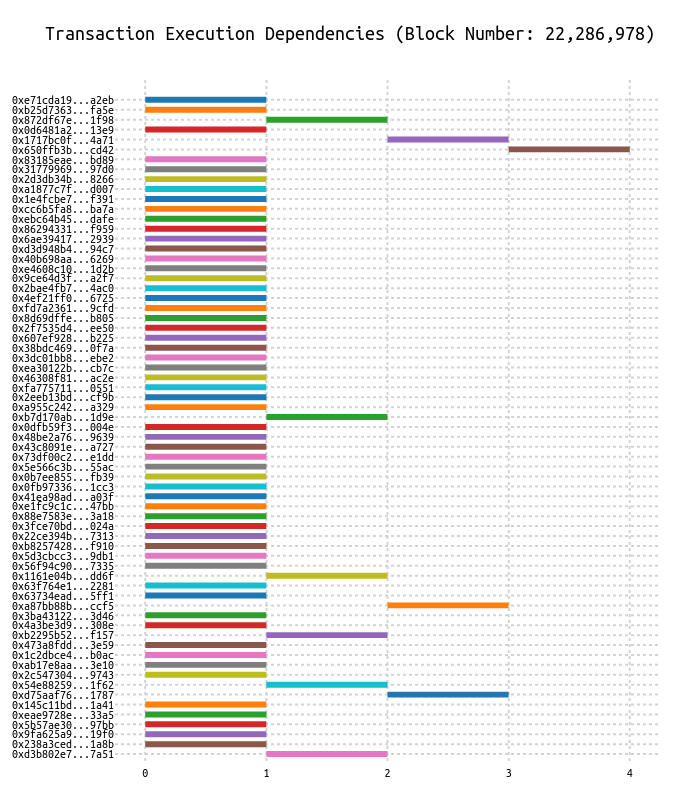 Transaction Execution Dependencies (Block Number: 22,286,978)
0xe71cda19...a2eb
0xb25d7363...fa5e
0x872df67e...1f98
0x0d6481a2...13e9
0x1717bc0f...4a71
0x650ffb3b...cd42
0x83185eae...bd89
0x31779969...97d0
0x2d3db34b...8266
0xa1877c7f...d007
0x1e4fcbe7...f391
0xcc6b5fa8...ba7a
0xebc64b45...dafe
0x86294331...f959
0x6ae39417...2939
0xd3d948b4...94c7
0x40b698aa...6269
0xe4608c10...1d2b
0x9ce64d3f...a2f7
0x2bae4fb7...4ac0
0x4ef21ff0...6725
0xfd7a2361...9cfd
0x8d69dffe...b805
0x2f7535d4...ee50
0x607ef928...b225
0x38bdc469...0f7a
0x3dc01bb8...ebe2
0xea30122b...cb7c
0x46308f81...ac2e
0xfa775711...0551
0x2eeb13bd...cf9b
0xa955c242...a329
0xb7d170ab...1d9e
0x0dfb59f3...004e
0x48be2a76...9639
0x43c8091e...a727
0x73df00c2...e1dd
0x5e566c3b...55ac
0x0b7ee855...fb39
0x0fb97336...1cc3
0x41ea98ad...a03f
0xe1fc9c1c...47bb
0x88e7583e...3a18
0x3fce70bd...024a
0x22ce394b...7313
0xb8257428...f910
0x5d3cbcc3...9db1
0x56f94c90...7335
0x1161e04b...dd6f
0x63f764e1...2281
0x63734ead...5ff1
0xa87bb88b...ccf5
0x3ba43122...3d46
0x4a3be3d9...308e
0xb2295b52...f157
0x473a8fdd...3e59
0x1c2dbce4...b0ac
0xab17e8aa...3e10
0x2c547304...9743
0x54e88259...1f62
0xd75aaf76...1787
0x145c11bd...1a41
0xeae9728e...33a5
0x5b57ae30...97bb
0x9fa625a9...19f0
0x238a3ced...1a8b
0xd3b802e7...7a51
0 1 2 3 4